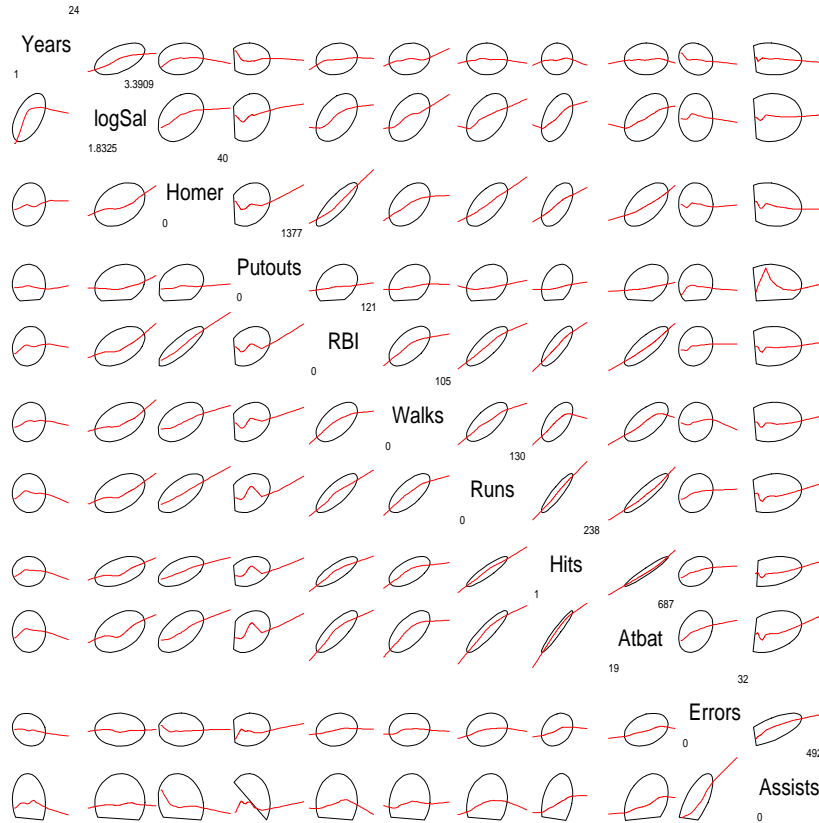 24
Years
1
3.3909
logSal
1.8325
40
Homer
0
1377
Putouts
0
121
RBI
0
105
Walks
0
130
Runs
0
238
Hits
1
687
Atbat
19
32
Errors
0
492
Assists
0